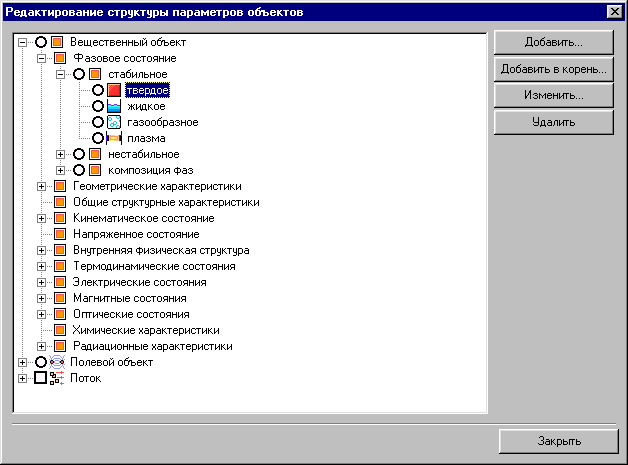 Редактирование структуры параметров объектов
Вещественный объект
Фазовое состояние
стабильное
твердое
жидкое
газообразное
плазма
нестабильное
композиция фаз
Геометрические характеристики
Общие структурные характеристики
Кинематическое состояние
Напряженное состояние
Внутренняя физическая структура
Термодинамические состояния
Электрические состояния
Магнитные состояния
Оптические состояния
Химические характеристики
Радиационные характеристики
Полевой объект
Поток
Добавить...
Добавить в корень...
Изменить...
Удалить
Закрыть